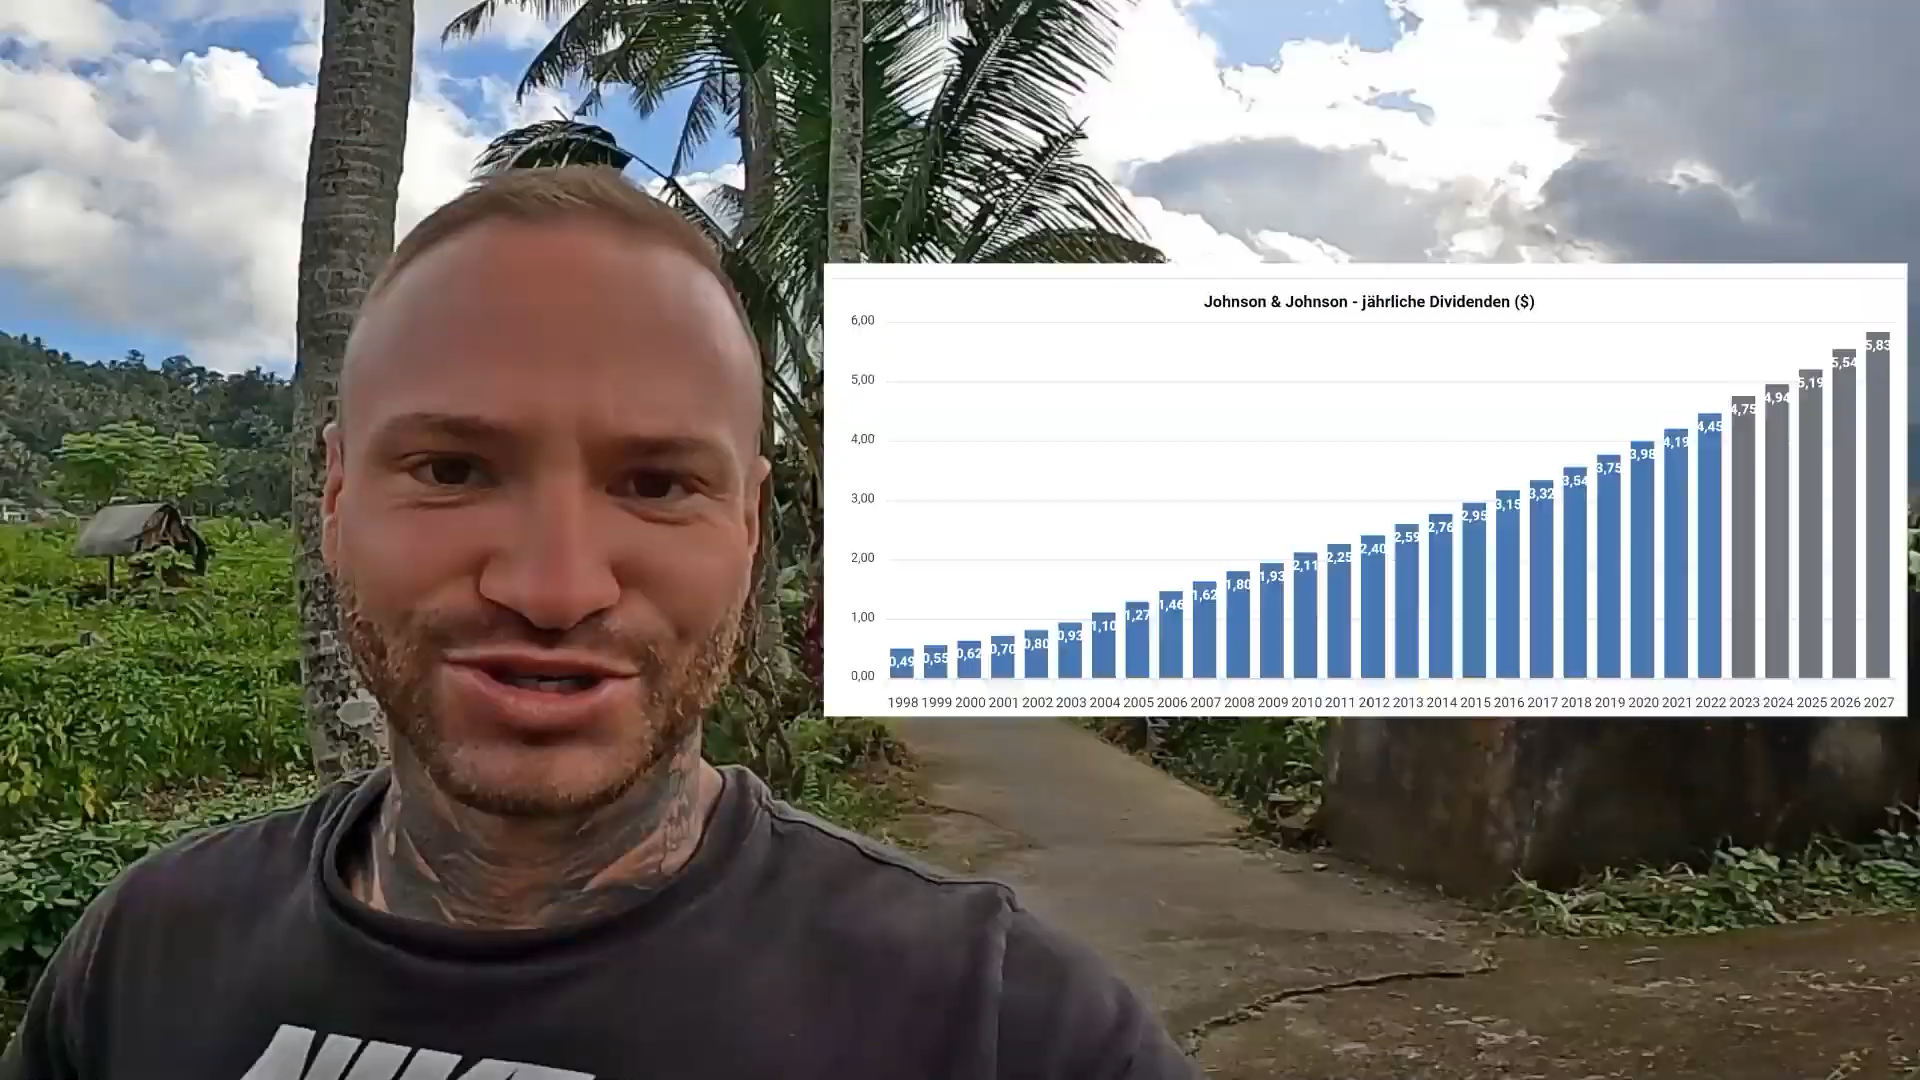 Johnson & Johnson - jährliche Dividenden ($)
6,00
5,00
4,00
3,00
2,00
1,00
0,00
0,49 0,55 0,62 0,70 0,80 0,93 1,10 1,27 1,46 1,62 1,80 1,93 2,11 2,25 2,40 2,59 2,76 2,95 3,15 3,32 3,54 3,75 3,98 4,19 4,45 4,75 4,94 5,19 5,54 5,83
1998 1999 2000 2001 2002 2003 2004 2005 2006 2007 2008 2009 2010 2011 2012 2013 2014 2015 2016 2017 2018 2019 2020 2021 2022 2023 2024 2025 2026 2027